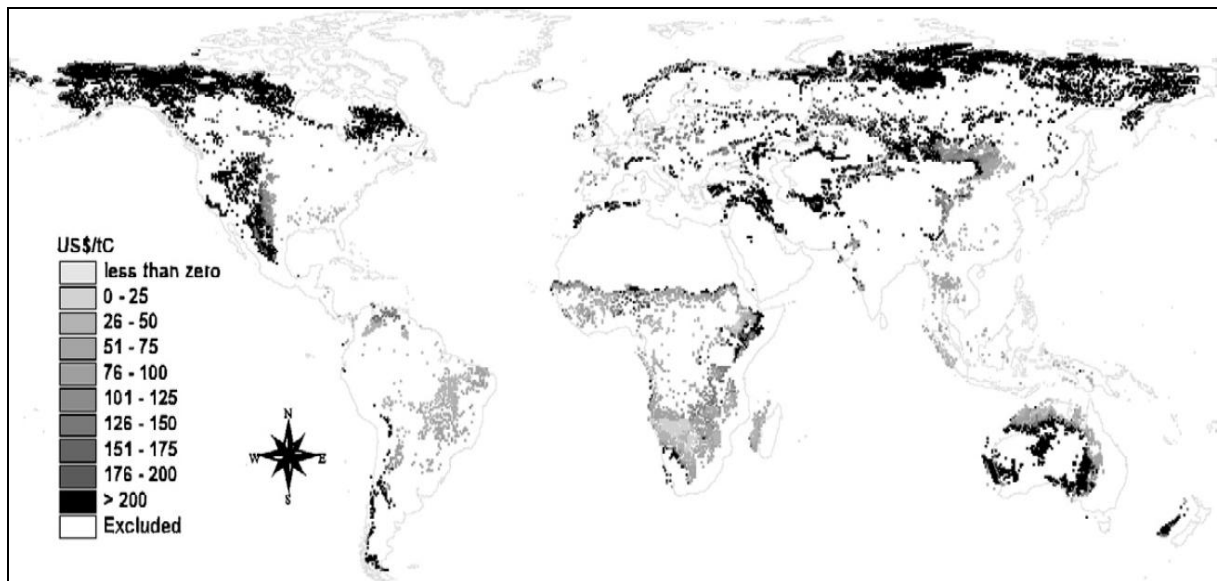 US$/tC
less than zero
0 - 25
26 - 50
51 - 75
76 - 100
101 - 125
126 - 150
151 - 175
176 - 200
> 200
Excluded
N
W E
S